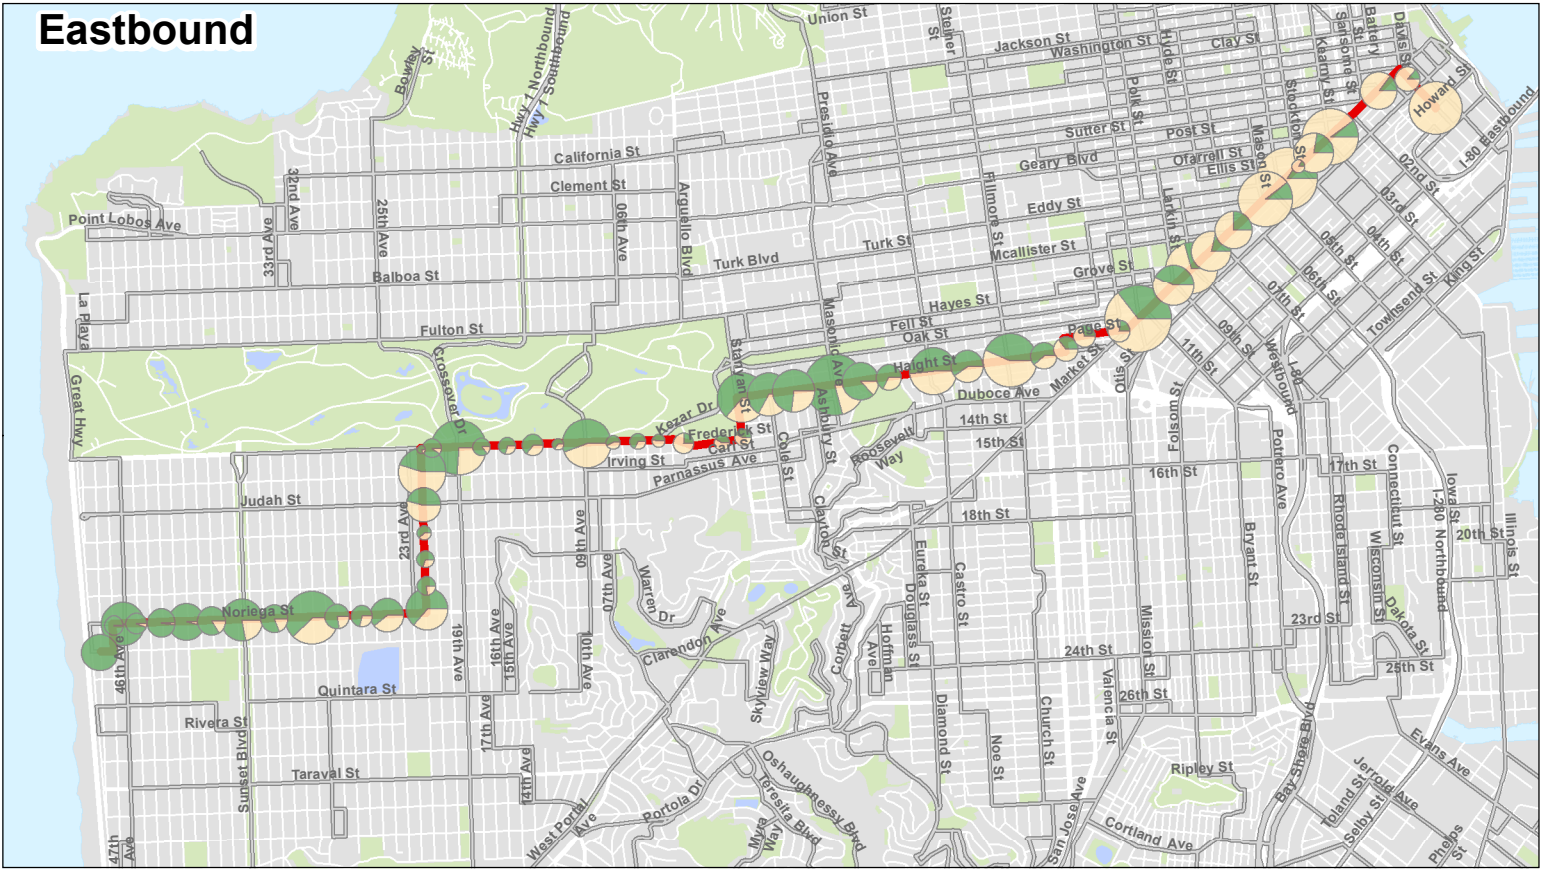 Eastbound
Union St
Steiner
St
Jackson St
Washington St
Hyde St
Clay St
Kearny St
Sansome St
Battery
St
Davis St
Howard St
I-80 Eastbound
Bowley
St
Hwy 1 Northbound
Hwy 1 Southbound
Presidio Ave
Polk St
Sutter St
Post St
Mason St
Stockton St
California St
Geary Blvd
Ofarrell St
Ellis St
02nd St
32nd Ave
Clement St
Arguello Blvd
Fillmore St
Larkin St
03rd St
Point Lobos Ave
25th Ave
06th Ave
Eddy St
04th St
33rd Ave
Turk St
Mcallister St
05th St
King St
Balboa St
Turk Blvd
Grove St
06th St
07th St
La Playa
Masonic Ave
Hayes St
Townsend St
Fulton St
Fell St
Oak St
Page St
09th St
Stanyan St
Crossover Dr
Haight St
Market St
Otis St
11th St
I-80
Westbound
Great Hwy
Kezar Dr
Ashbury St
Duboce Ave
Folsom St
14th St
Frederick St
Carl St
Cole St
Roosevelt
Way
15th St
Irving St
Parnassus Ave
16th St
17th St
Potrero Ave
Connecticut St
Iowa St
Judah St
23rd Ave
09th Ave
Clayton St
18th St
Rhode Island St
I-280 Northbound
Illinois St
20th St
Bryant St
Wisconsin St
07th Ave
Warren Dr
Eureka St
Castro St
Douglass St
Noriega St
Mission St
23rd St
Dakota St
46th Ave
19th Ave
16th Ave
15th Ave
10th Ave
Clarendon Ave
Skyview Way
Corbett
Ave
Hoffman
Ave
24th St
25th St
Quintara St
Valencia St
26th St
Rivera St
17th Ave
Diamond St
Church St
Noe St
Bay Shore Blvd
Evans Ave
Sunset Blvd
Taraval St
14th Ave
Oshaughnessy Blvd
Teresita Blvd
Ripley St
Jerrold Ave
Toland St
Selby St
47th
Ave
West Portal
Ave
Portola Dr
Myra
Way
San Jose Ave
Cortland Ave
Phelps
St